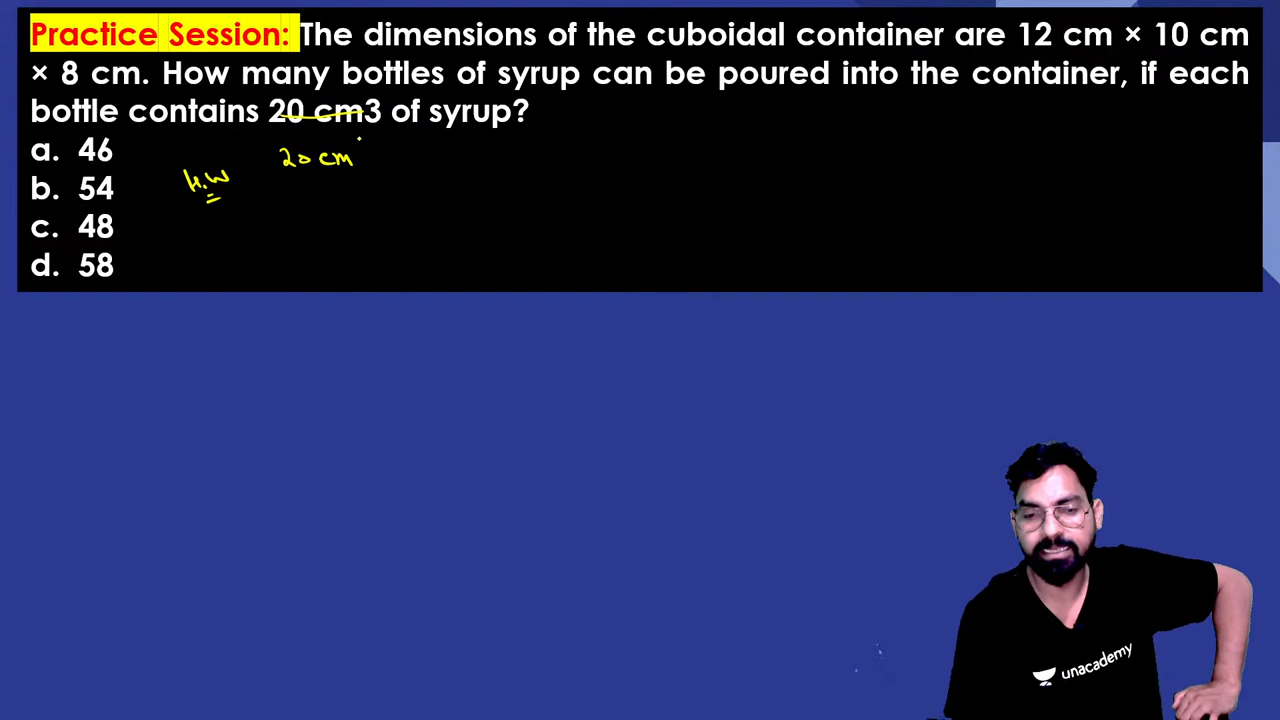 Practice Session: The dimensions of the cuboidal container are 12 cm × 10 cm
× 8 cm. How many bottles of syrup can be poured into the container, if each
bottle contains 20 cm3 of syrup?
a. 46
20 cm
H.W
b. 54
c. 48
d. 58
unacademy